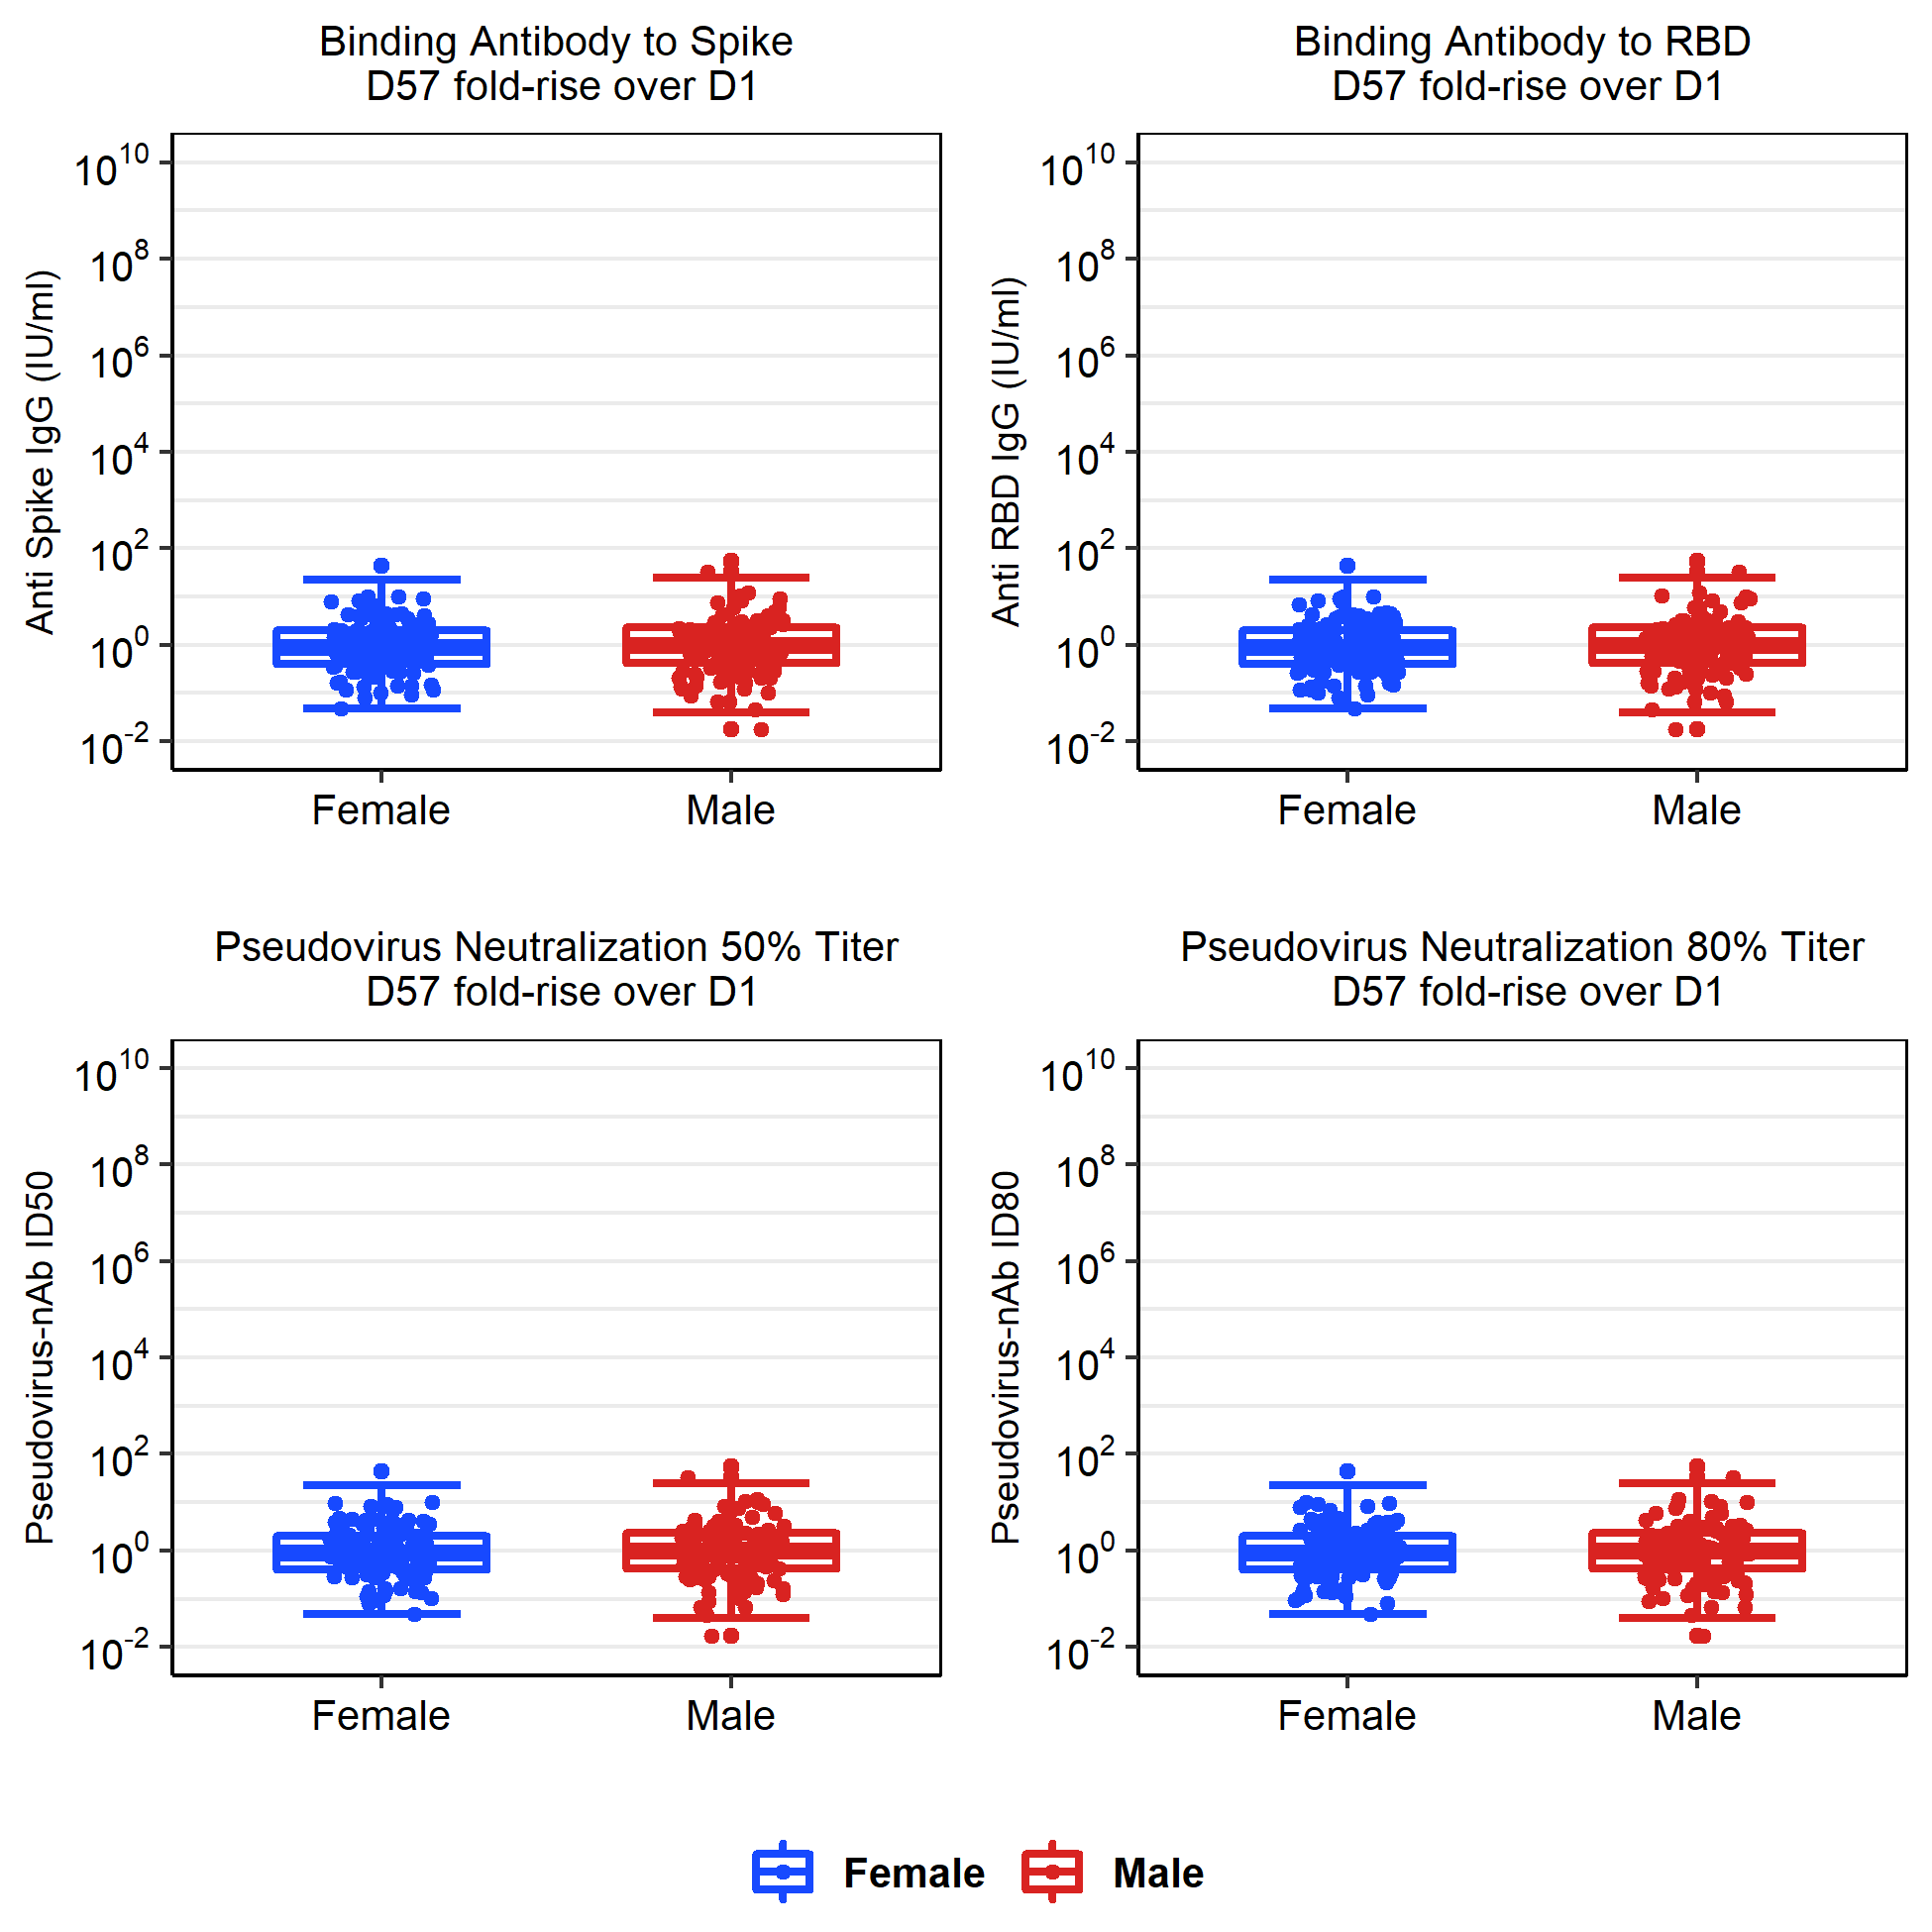 Binding Antibody to Spike
D57 fold-rise over D1
Anti Spike IgG (IU/ml)
10^10
10^8
10^6
10^4
10^2
10^0
10^-2
Female
Male
Binding Antibody to RBD
D57 fold-rise over D1
Anti RBD IgG (IU/ml)
10^10
10^8
10^6
10^4
10^2
10^0
10^-2
Female
Male
Pseudovirus Neutralization 50% Titer
D57 fold-rise over D1
Pseudovirus-nAb ID50
10^10
10^8
10^6
10^4
10^2
10^0
10^-2
Female
Male
Pseudovirus Neutralization 80% Titer
D57 fold-rise over D1
Pseudovirus-nAb ID80
10^10
10^8
10^6
10^4
10^2
10^0
10^-2
Female
Male
Female
Male